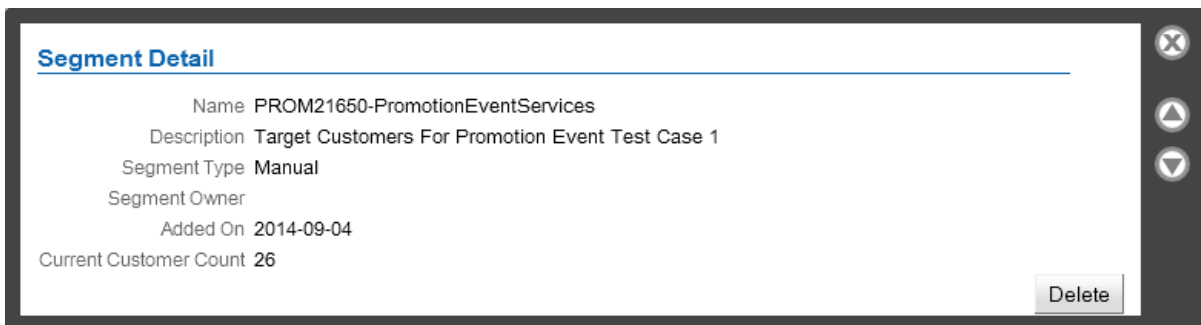 Segment Detail
Name PROM21650-PromotionEventServices
Description Target Customers For Promotion Event Test Case 1
Segment Type Manual
Segment Owner
Added On 2014-09-04
Current Customer Count 26
Delete